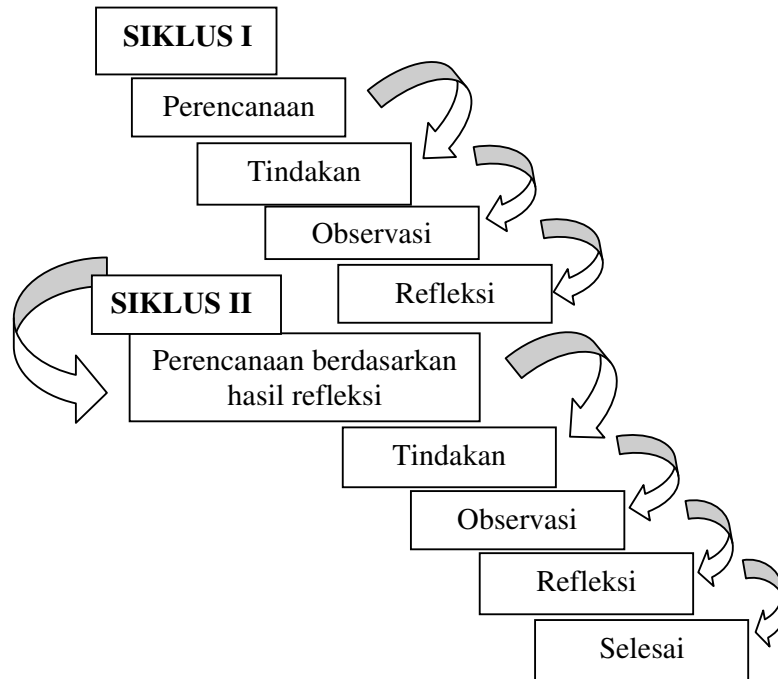 SIKLUS I
Perencanaan
Tindakan
Observasi
Refleksi
SIKLUS II
Perencanaan berdasarkan
hasil refleksi
Tindakan
Observasi
Refleksi
Selesai